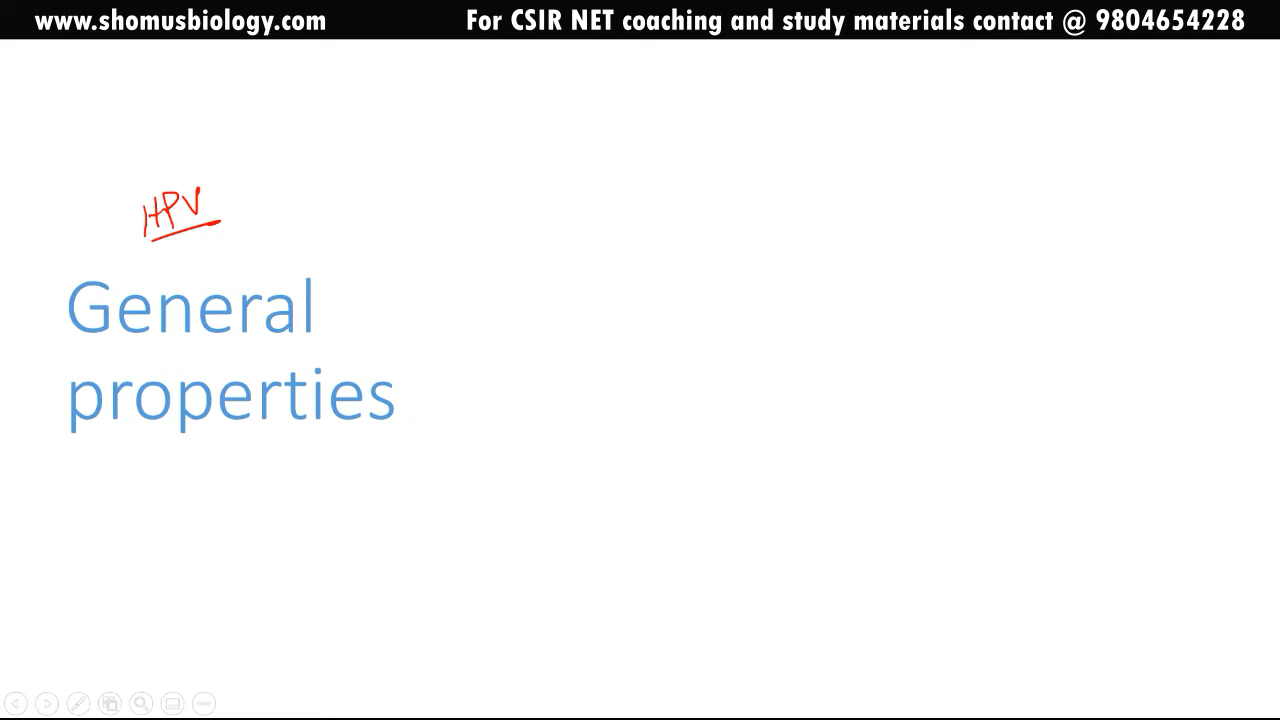 www.shomusbiology.com For CSIR NET coaching and study materials contact @ 9804654228
HPV
General
properties